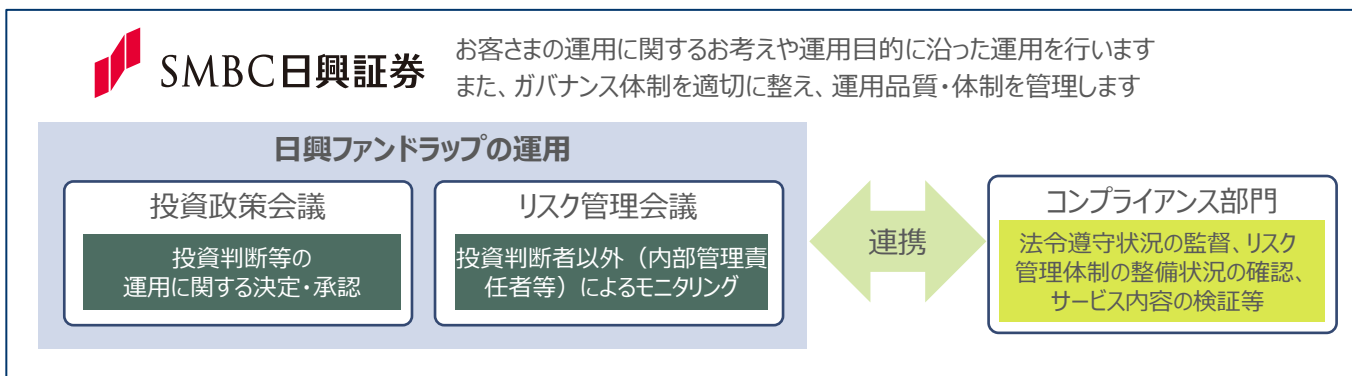 SMBC日興証券
お客さまの運用に関するお考えや運用目的に沿った運用を行います
また、ガバナンス体制を適切に整え、運用品質・体制を管理します
日興ファンドラップの運用
投資政策会議
投資判断等の
運用に関する決定・承認
リスク管理会議
投資判断者以外（内部管理責
任者等）によるモニタリング
連携
コンプライアンス部門
法令遵守状況の監督、リスク
管理体制の整備状況の確認、
サービス内容の検証等